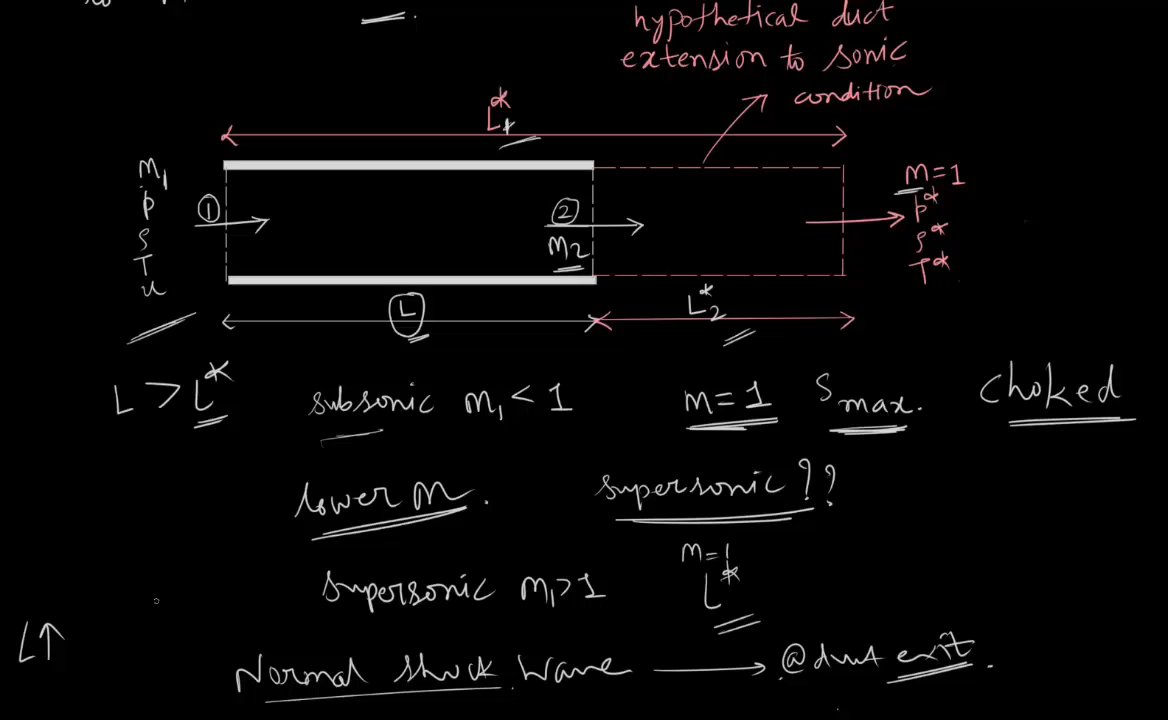 hypothetical duct
extension to sonic
condition
L₁*
M₁
p
ρ
T
u
①
②
M₂
M=1
p*
ρ*
T*
L
L₂*
L > L* subsonic M₁ < 1 M=1 Smax. choked
lower M. supersonic??
M=1
supersonic M₁>1 L*
L↑
Normal shock wave → @duct exit.